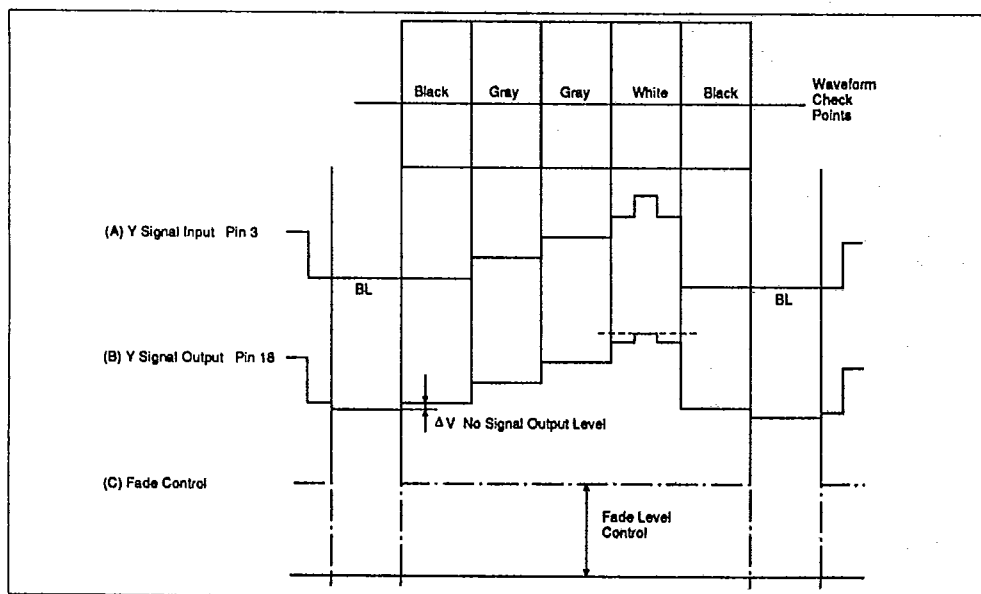 Black Gray Gray White Black
Waveform
Check
Points
(A) Y Signal Input Pin 3
BL
BL
(B) Y Signal Output Pin 18
ΔV No Signal Output Level
(C) Fade Control
Fade Level
Control